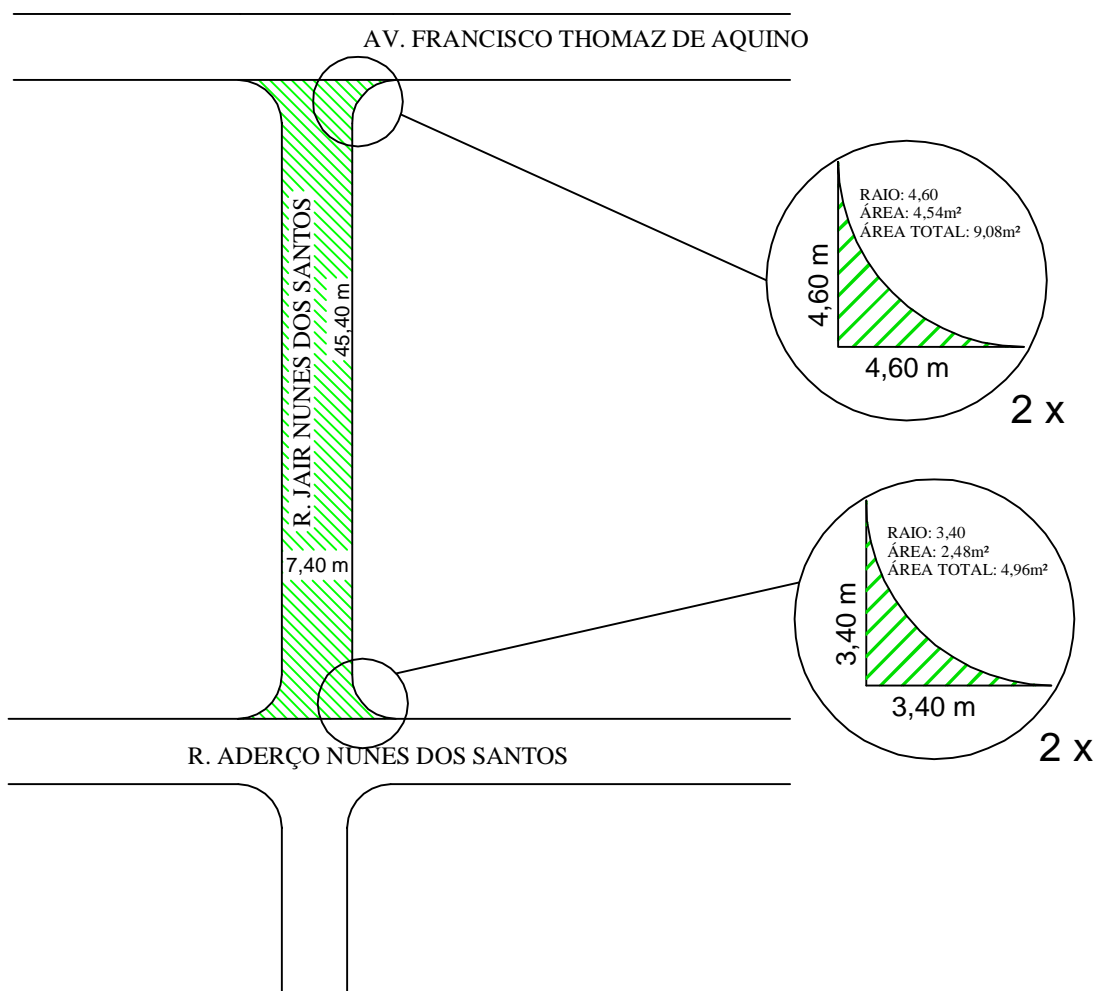 AV. FRANCISCO THOMAZ DE AQUINO
R. JAIR NUNES DOS SANTOS
45,40 m
7,40 m
RAIO: 4,60
ÁREA: 4,54m²
ÁREA TOTAL: 9,08m²
4,60 m
4,60 m
2 x
RAIO: 3,40
ÁREA: 2,48m²
ÁREA TOTAL: 4,96m²
3,40 m
3,40 m
2 x
R. ADERÇO NUNES DOS SANTOS